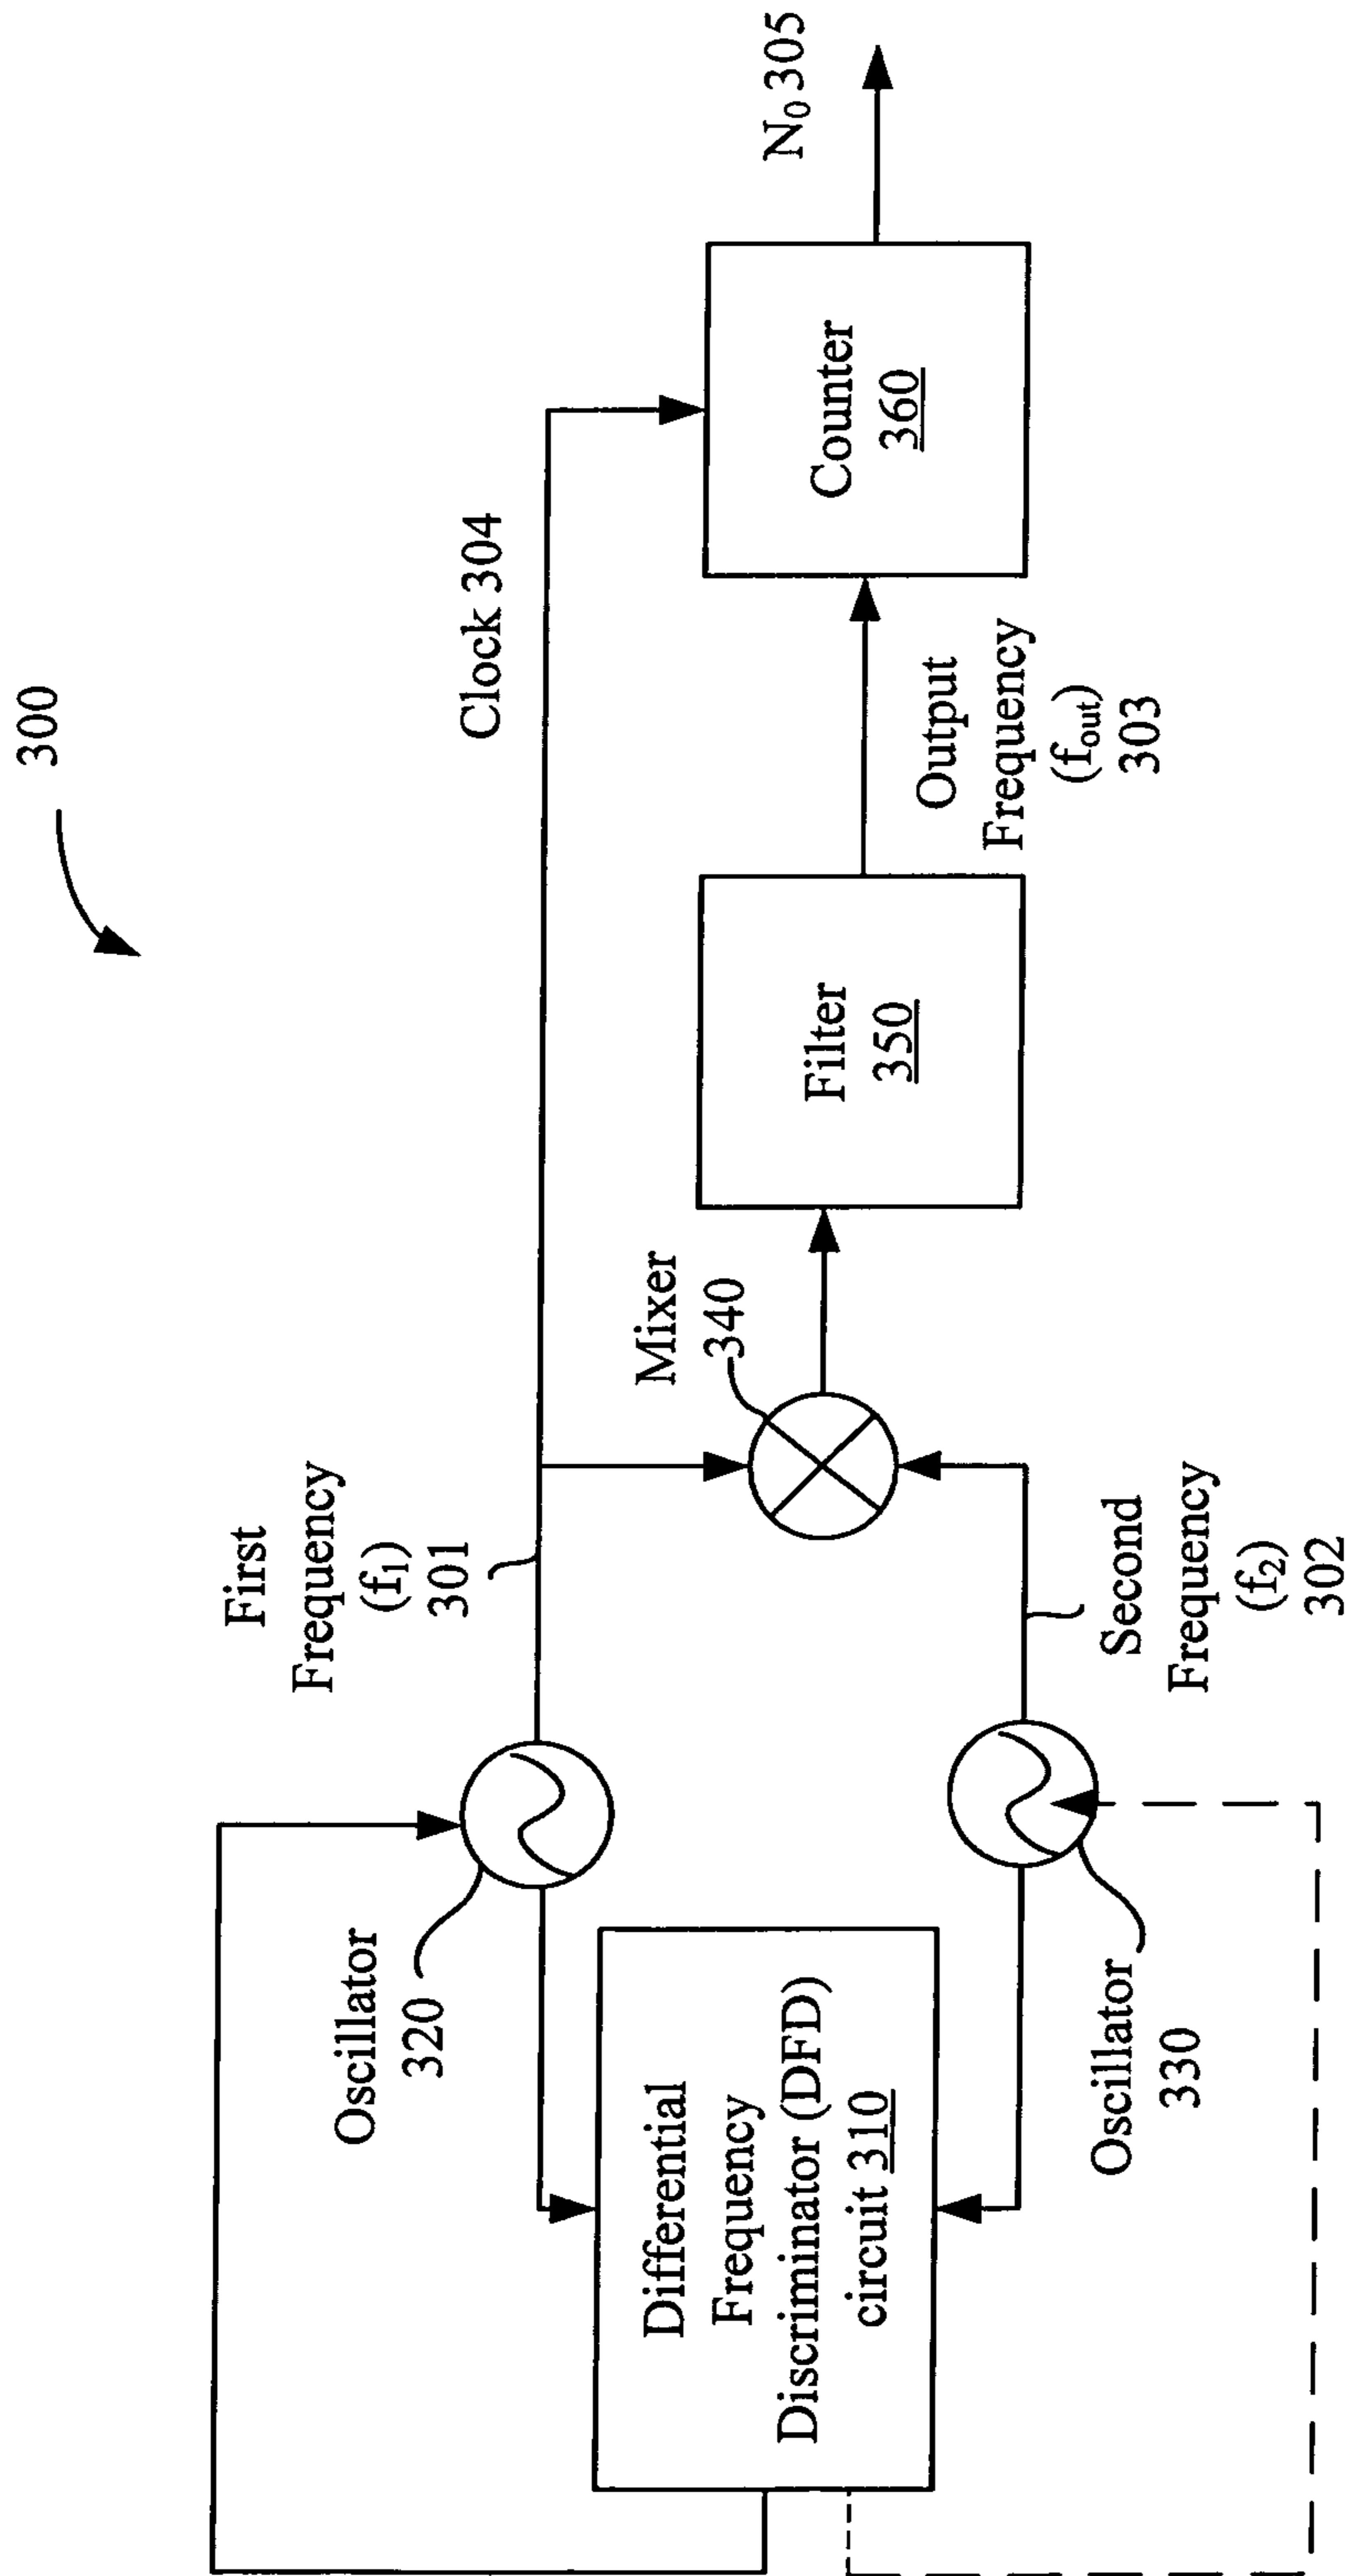 300
Clock 304
N₀ 305
First
Frequency
(f₁)
301
Oscillator
320
Mixer
340
Differential
Frequency
Discriminator (DFD)
circuit 310
Filter
350
Counter
360
Output
Frequency
(fout)
303
Oscillator
330
Second
Frequency
(f₂)
302